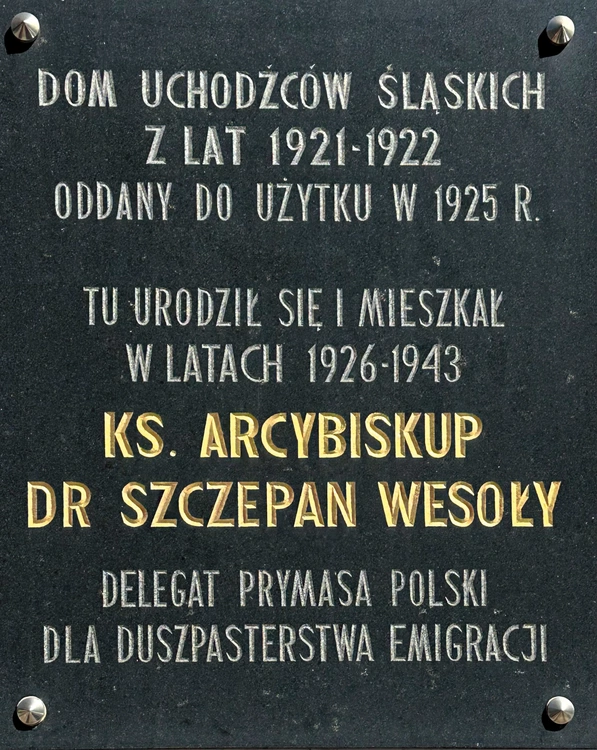 DOM UCHODŹCÓW ŚLĄSKICH
Z LAT 1921-1922
ODDANY DO UŻYTKU W 1925 R.
TU URODZIŁ SIĘ I MIESZKAŁ
W LATACH 1926-1943
KS. ARCYBISKUP
DR SZCZEPAN WESOŁY
DELEGAT PRYMASA POLSKI
DLA DUSZPASTERSTWA EMIGRACJI